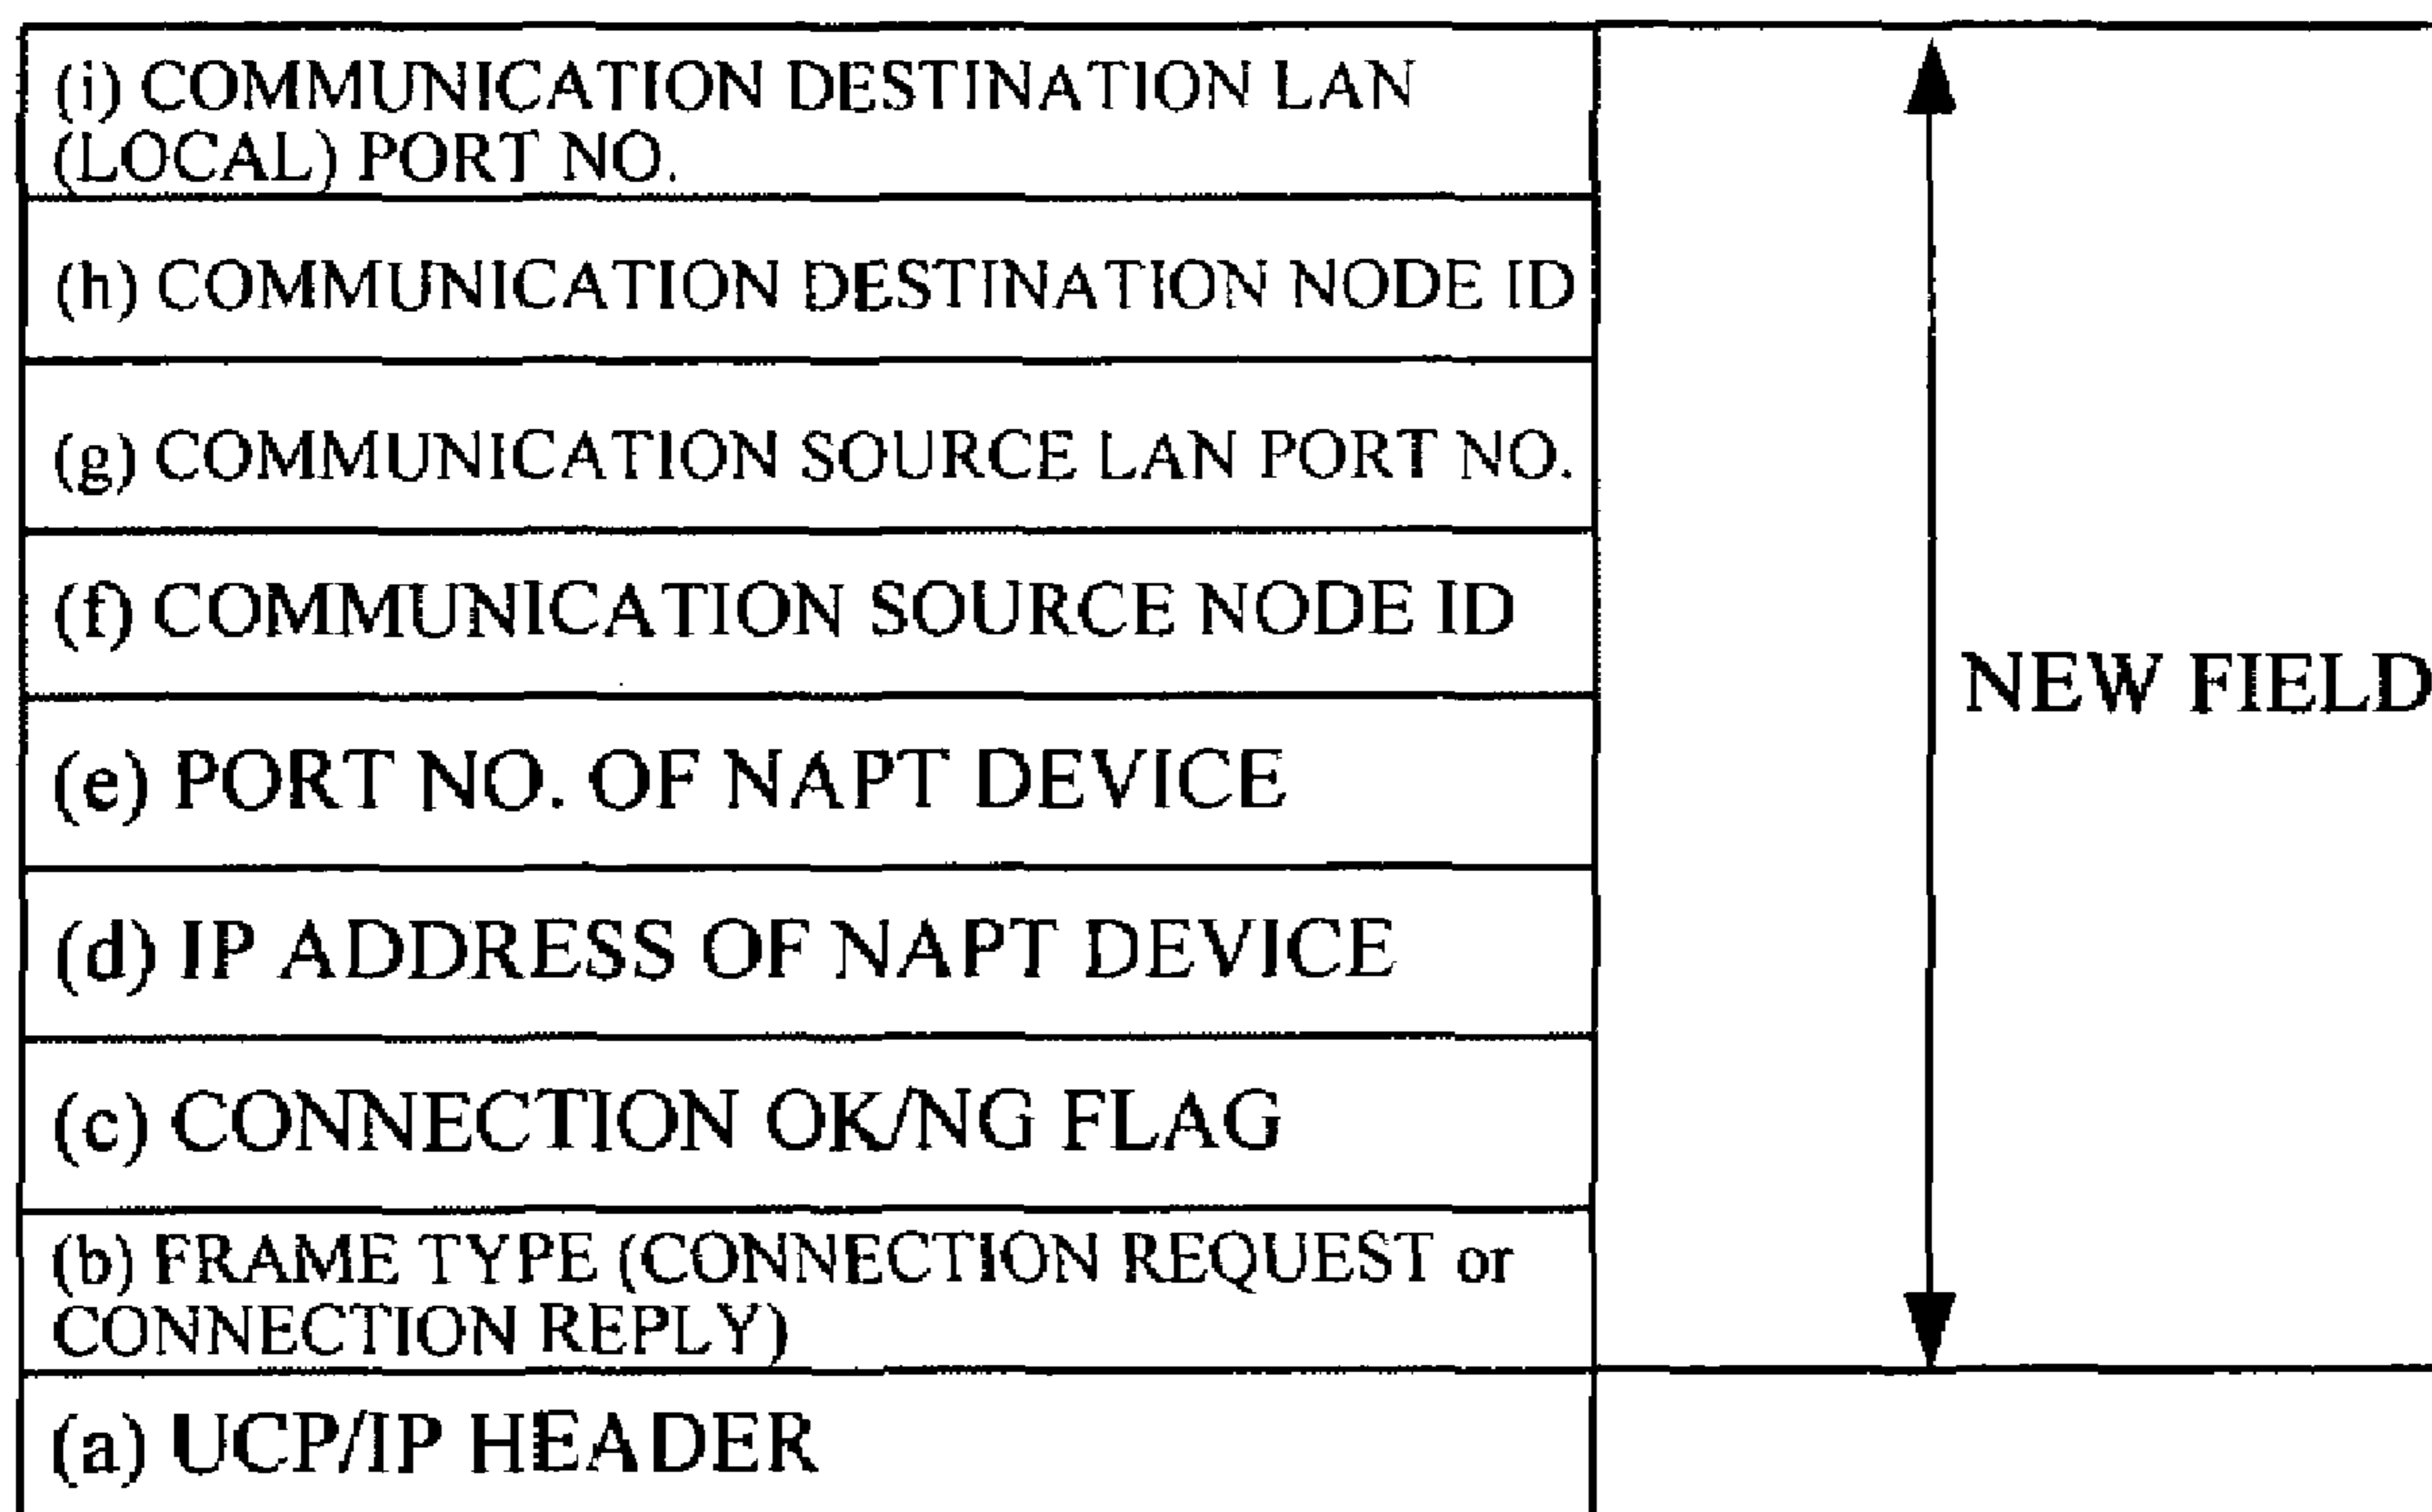 (i) COMMUNICATION DESTINATION LAN
(LOCAL) PORT NO.
(h) COMMUNICATION DESTINATION NODE ID
(g) COMMUNICATION SOURCE LAN PORT NO.
(f) COMMUNICATION SOURCE NODE ID
(e) PORT NO. OF NAPT DEVICE
(d) IP ADDRESS OF NAPT DEVICE
(c) CONNECTION OK/NG FLAG
(b) FRAME TYPE (CONNECTION REQUEST or
CONNECTION REPLY)
(a) UCP/IP HEADER
NEW FIELD